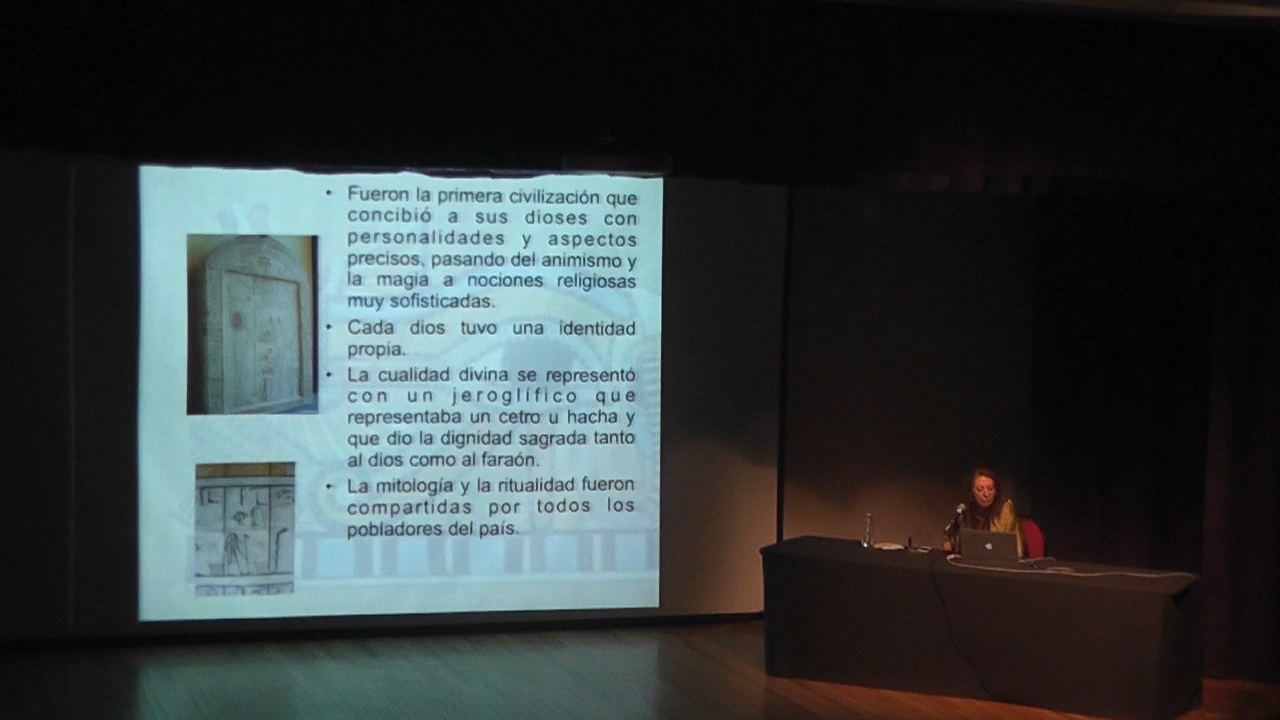 • Fueron la primera civilización que
concibió a sus dioses con
personalidades y aspectos
precisos, pasando del animismo y
la magia a nociones religiosas
muy sofisticadas.
• Cada dios tuvo una identidad
propia.
• La cualidad divina se representó
con un jeroglífico que
representaba un cetro u hacha y
que dio la dignidad sagrada tanto
al dios como al faraón.
• La mitología y la ritualidad fueron
compartidas por todos los
pobladores del país.